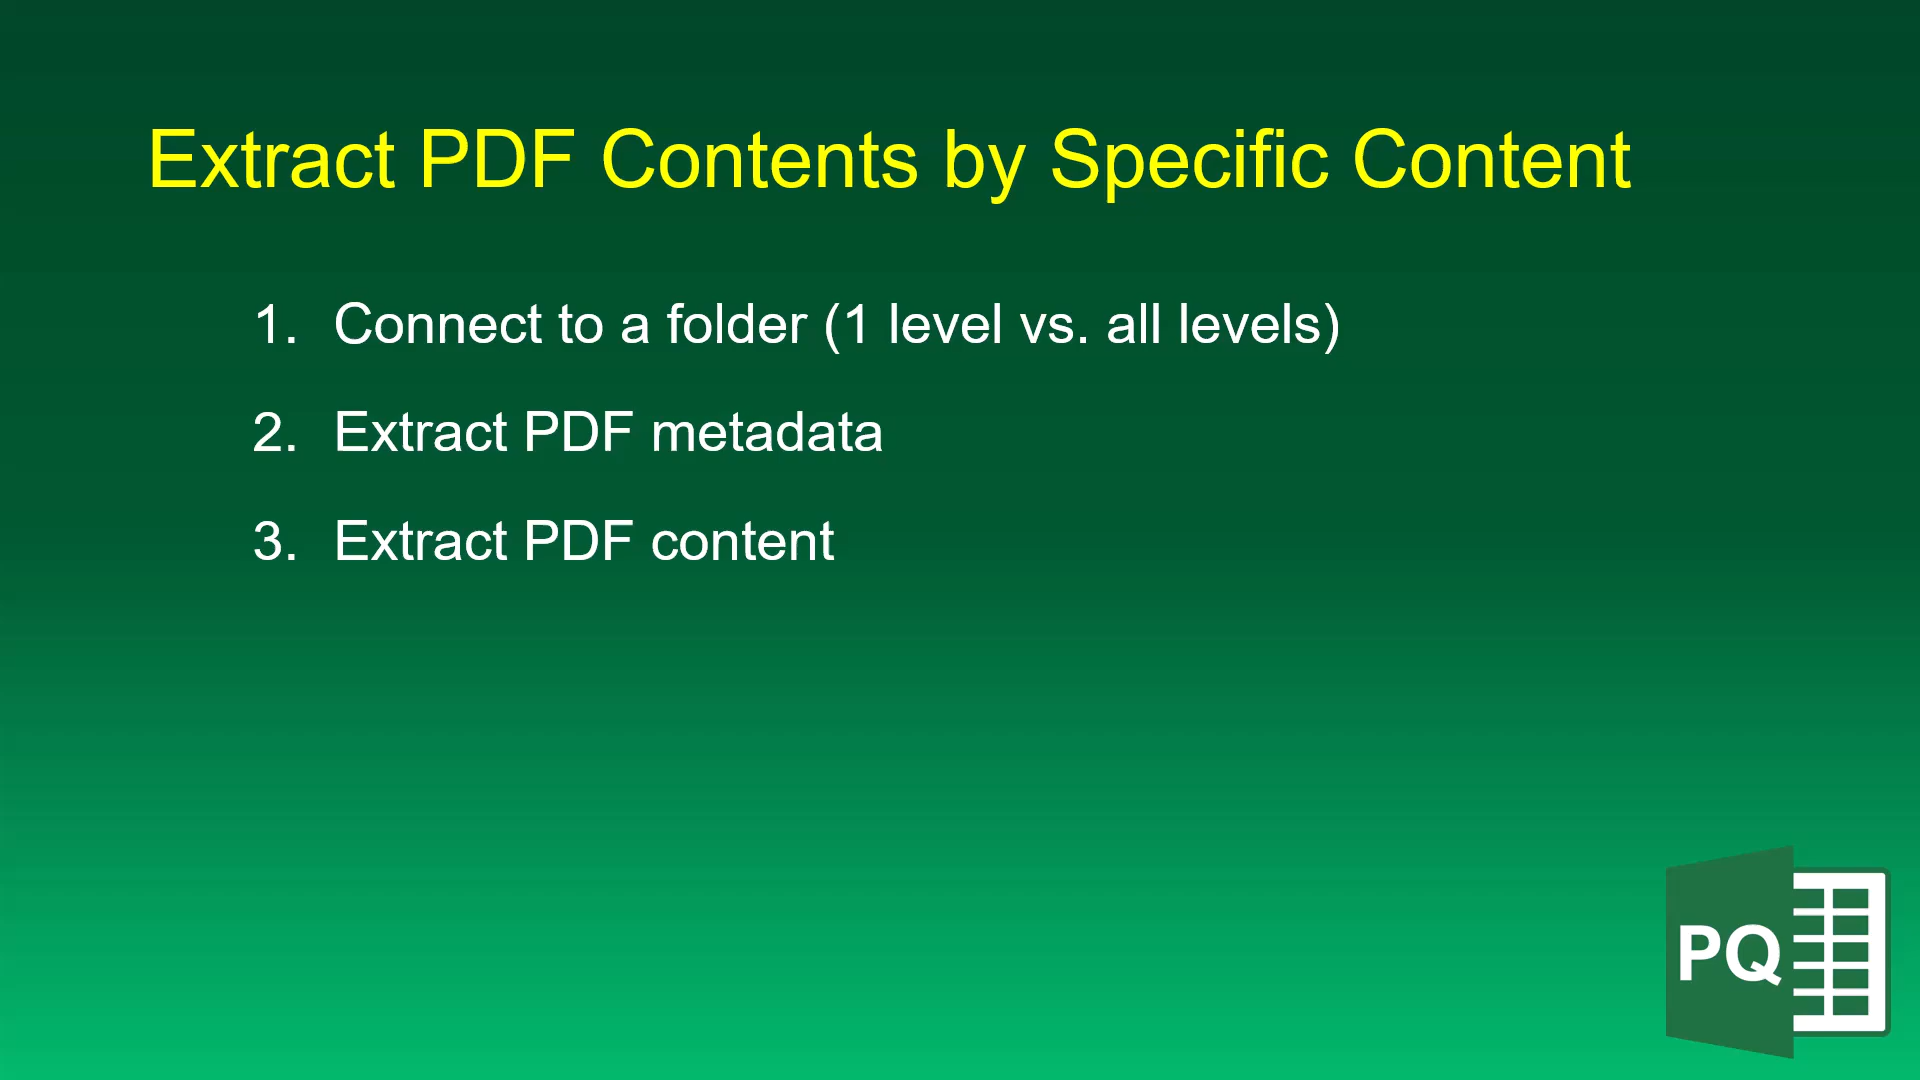 Extract PDF Contents by Specific Content
1. Connect to a folder (1 level vs. all levels)
2. Extract PDF metadata
3. Extract PDF content
PQ